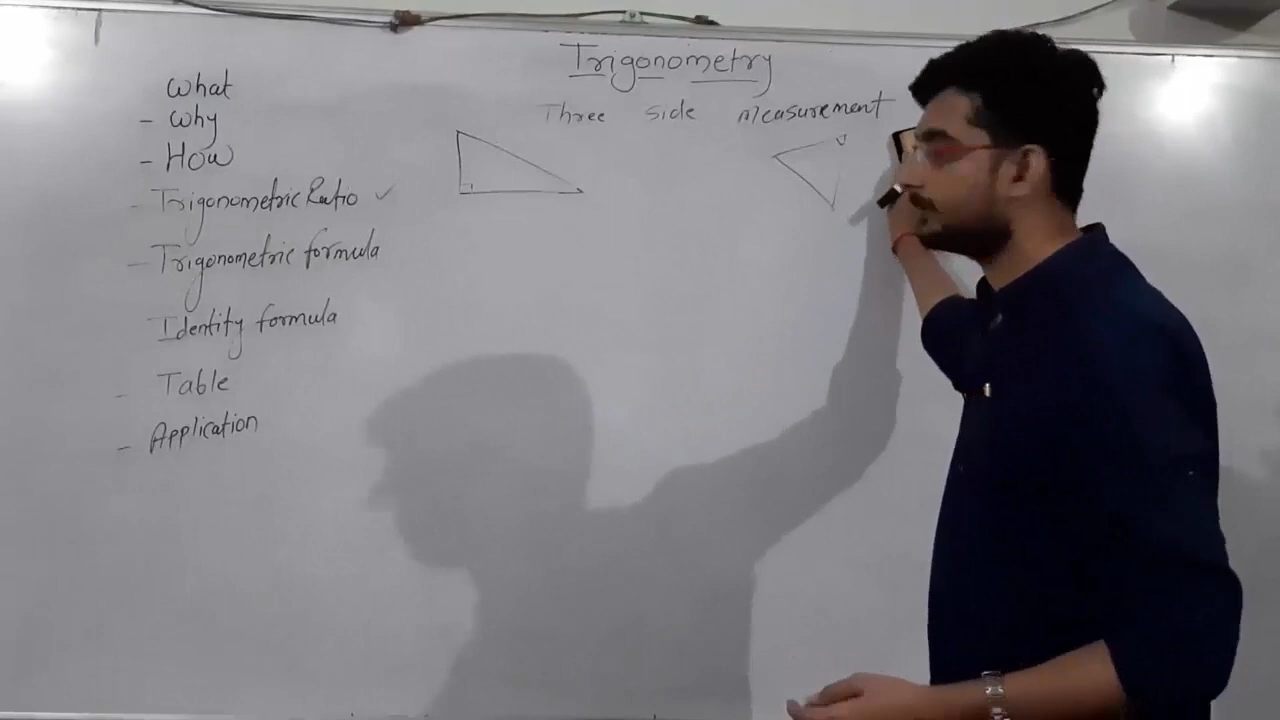 Trigonometry
Three side measurement
What
- Why
- How
- Trigonometric Ratio ✓
- Trigonometric formula
Identity formula
- Table
- Application